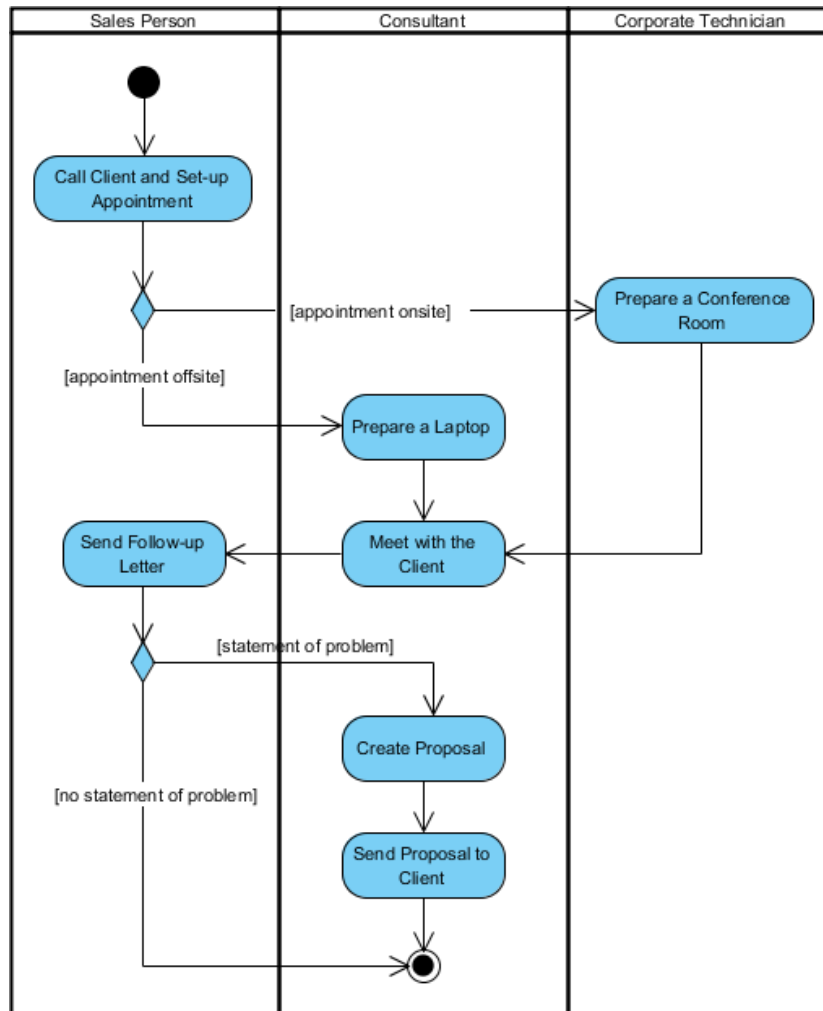 Sales Person
Consultant
Corporate Technician
Call Client and Set-up
Appointment
[appointment onsite]
Prepare a Conference
Room
[appointment offsite]
Prepare a Laptop
Send Follow-up
Letter
Meet with the
Client
[statement of problem]
Create Proposal
[no statement of problem]
Send Proposal to
Client